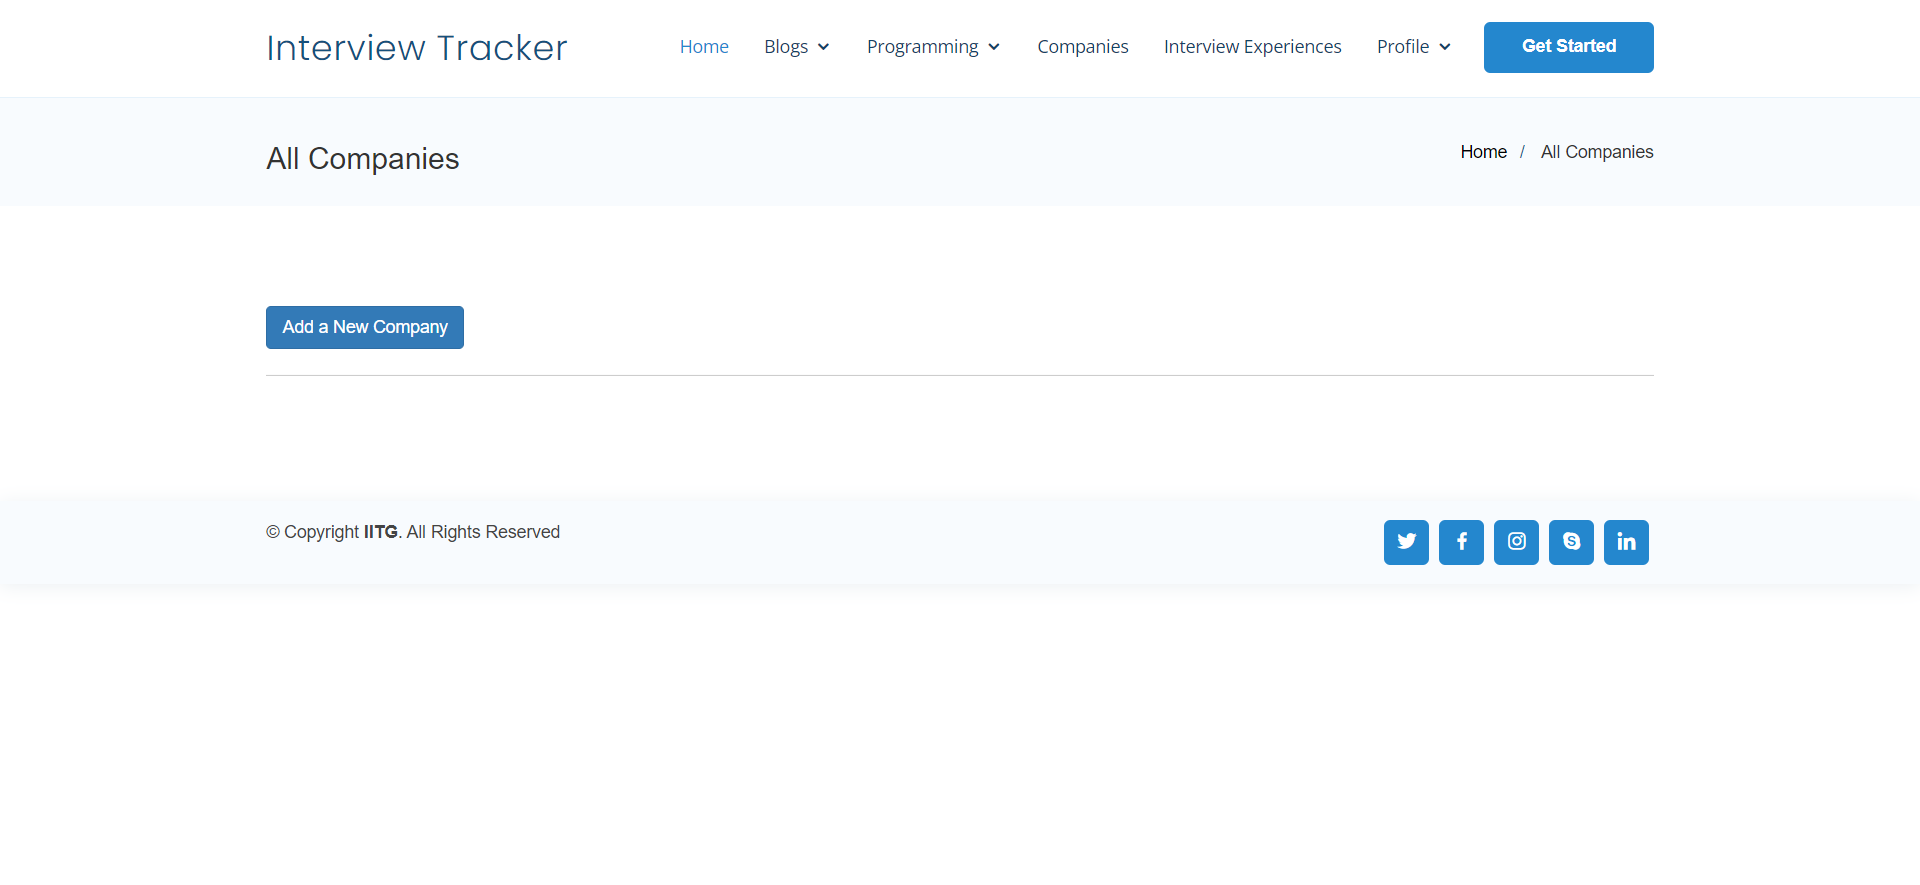 Interview Tracker
Home Blogs Programming Companies Interview Experiences Profile Get Started
All Companies
Home / All Companies
Add a New Company
© Copyright IITG. All Rights Reserved